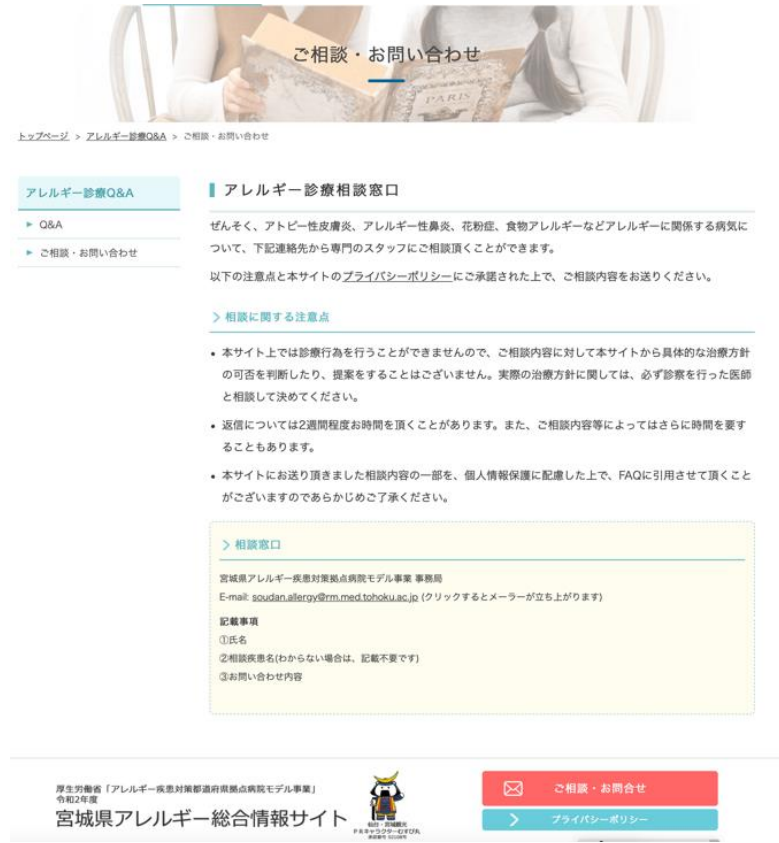 ご相談・お問い合わせ
PARIS
トップページ > アレルギー診療Q&A > ご相談・お問い合わせ
アレルギー診療Q&A
Q&A
ご相談・お問い合わせ
アレルギー診療相談窓口
ぜんそく、アトピー性皮膚炎、アレルギー性鼻炎、花粉症、食物アレルギーなどアレルギーに関係する病気に
ついて、下記連絡先から専門のスタッフにご相談頂くことができます。
以下の注意点と本サイトのプライバシーポリシーにご承諾された上で、ご相談内容をお送りください。
相談に関する注意点
• 本サイト上では診療行為を行うことができませんので、ご相談内容に対して本サイトから具体的な治療方針
の可否を判断したり、提案をすることはございません。実際の治療方針に関しては、必ず診察を行った医師
と相談して決めてください。
• 返信については2週間程度お時間を頂くことがあります。また、ご相談内容等によってはさらに時間を要す
ることもあります。
• 本サイトにお送り頂きました相談内容の一部を、個人情報保護に配慮した上で、FAQに引用させて頂くこと
がございますのであらかじめご了承ください。
相談窓口
宮城県アレルギー疾患対策拠点病院モデル事業 事務局
E-mail: soudan.allergy@rm.med.tohoku.ac.jp (クリックするとメーラーが立ち上がります)
記載事項
①氏名
②相談疾患名(わからない場合は、記載不要です)
③お問い合わせ内容
厚生労働省「アレルギー疾患対策都道府県拠点病院モデル事業」
令和2年度
宮城県アレルギー総合情報サイト
仙台・宮城観光
PRキャラクターむすび丸
ご相談・お問合せ
プライバシーポリシー